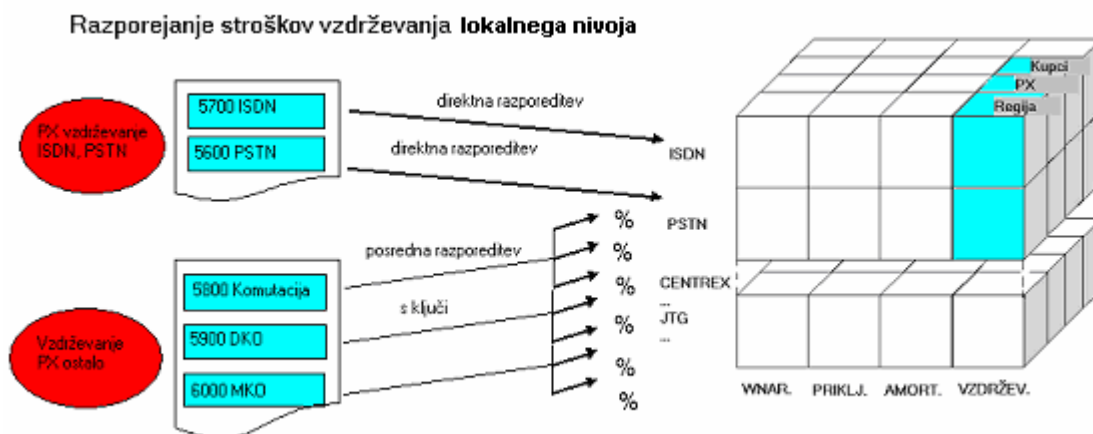 Razporejanje stroškov vzdrževanja lokalnega nivoja
PX vzdrževanje
ISDN, PSTN
5700 ISDN
5600 PSTN
direktna razporeditev
direktna razporeditev
ISDN
PSTN
Kupci
PX
Regija
Vzdrževanje
PX ostalo
5800 Komutacija
5900 DKO
6000 MKO
posredna razporeditev
s ključi
%
%
%
%
%
%
CENTREX
...
JTG
...
WNAR. PRIKLJ. AMORT. VZDRŽEV.